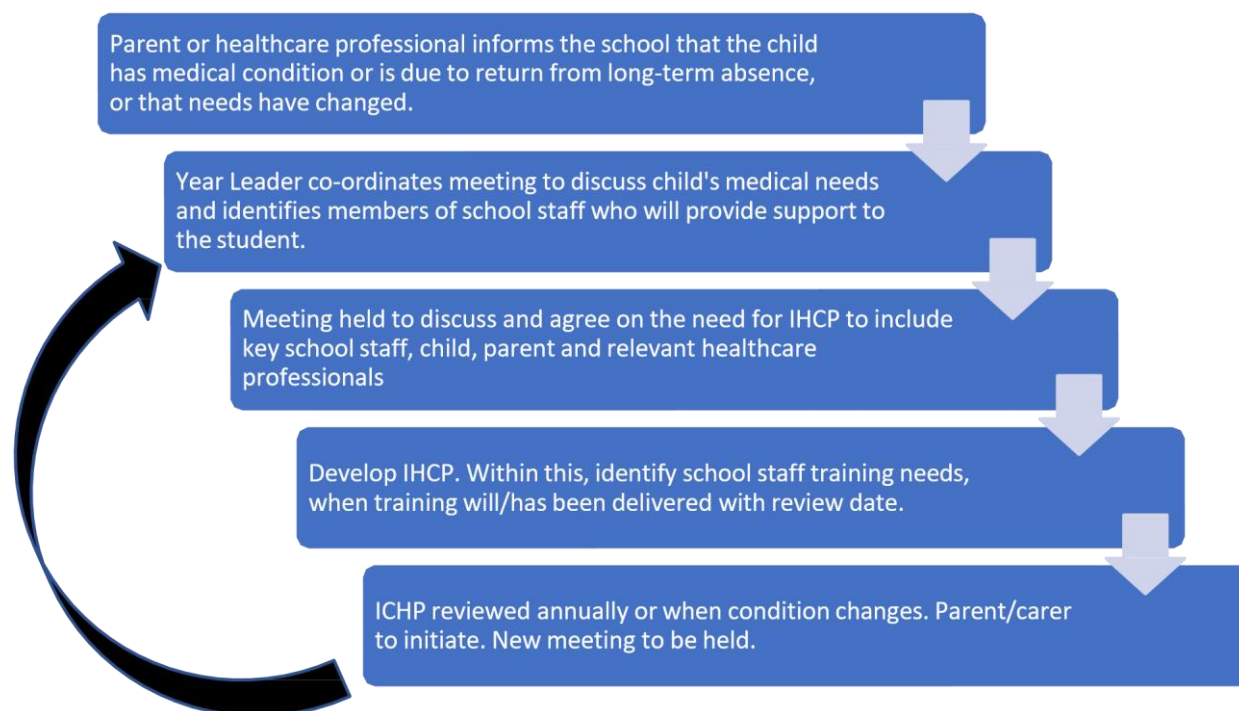 Parent or healthcare professional informs the school that the child
has medical condition or is due to return from long-term absence,
or that needs have changed.
Year Leader co-ordinates meeting to discuss child's medical needs
and identifies members of school staff who will provide support to
the student.
Meeting held to discuss and agree on the need for IHCP to include
key school staff, child, parent and relevant healthcare
professionals
Develop IHCP. Within this, identify school staff training needs,
when training will/has been delivered with review date.
ICHP reviewed annually or when condition changes. Parent/carer
to initiate. New meeting to be held.